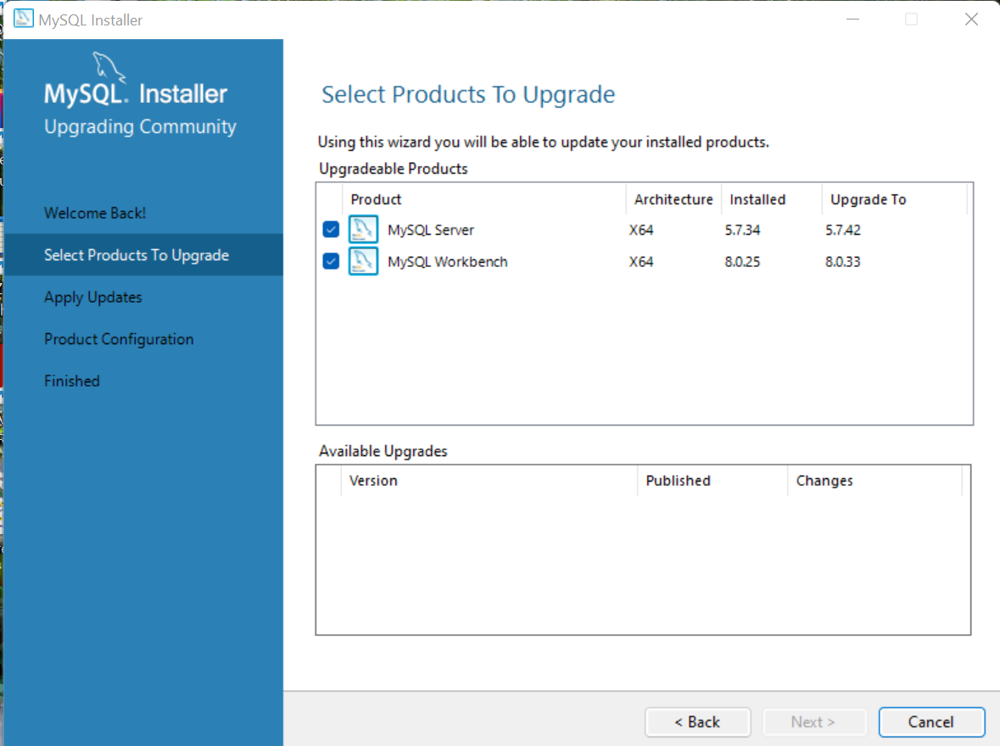 MySQL Installer
MySQL. Installer
Upgrading Community
Welcome Back!
Select Products To Upgrade
Apply Updates
Product Configuration
Finished
Select Products To Upgrade
Using this wizard you will be able to update your installed products.
Upgradeable Products
Product Architecture Installed Upgrade To
MySQL Server X64 5.7.34 5.7.42
MySQL Workbench X64 8.0.25 8.0.33
Available Upgrades
Version Published Changes
< Back Next > Cancel